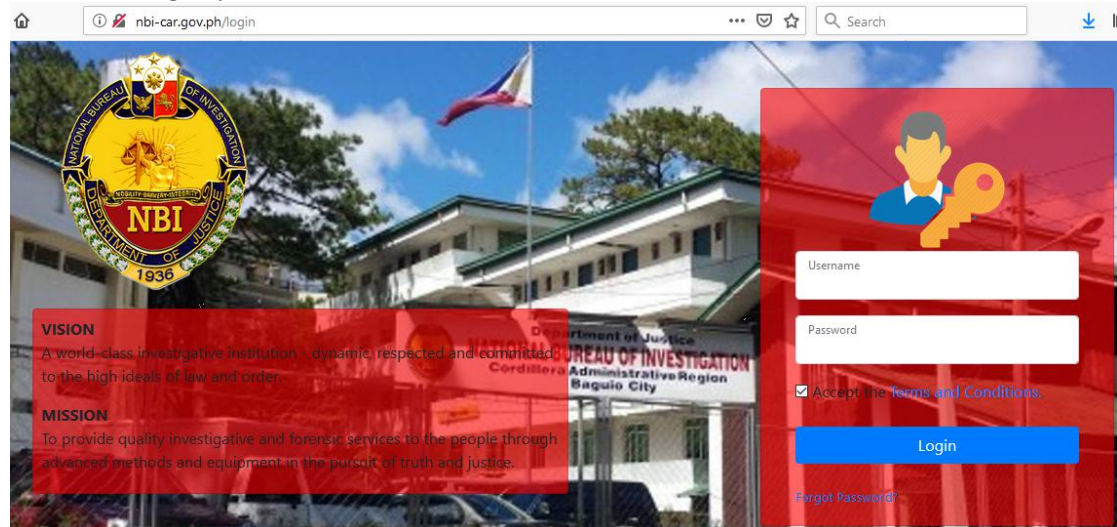 nbi-car.gov.ph/login
Search
NATIONAL BUREAU OF INVESTIGATION
NOBILITY·BRAVERY·INTEGRITY
NBI
DEPARTMENT OF JUSTICE
1936
VISION
A world-class investigative institution - dynamic, respected and committed
to the high ideals of law and order.
MISSION
To provide quality investigative and forensic services to the people through
advanced methods and equipment in the pursuit of truth and justice.
Department of Justice
NATIONAL BUREAU OF INVESTIGATION
Cordillera Administrative Region
Baguio City
Username
Password
Accept the Terms and Conditions.
Login
Forgot Password?